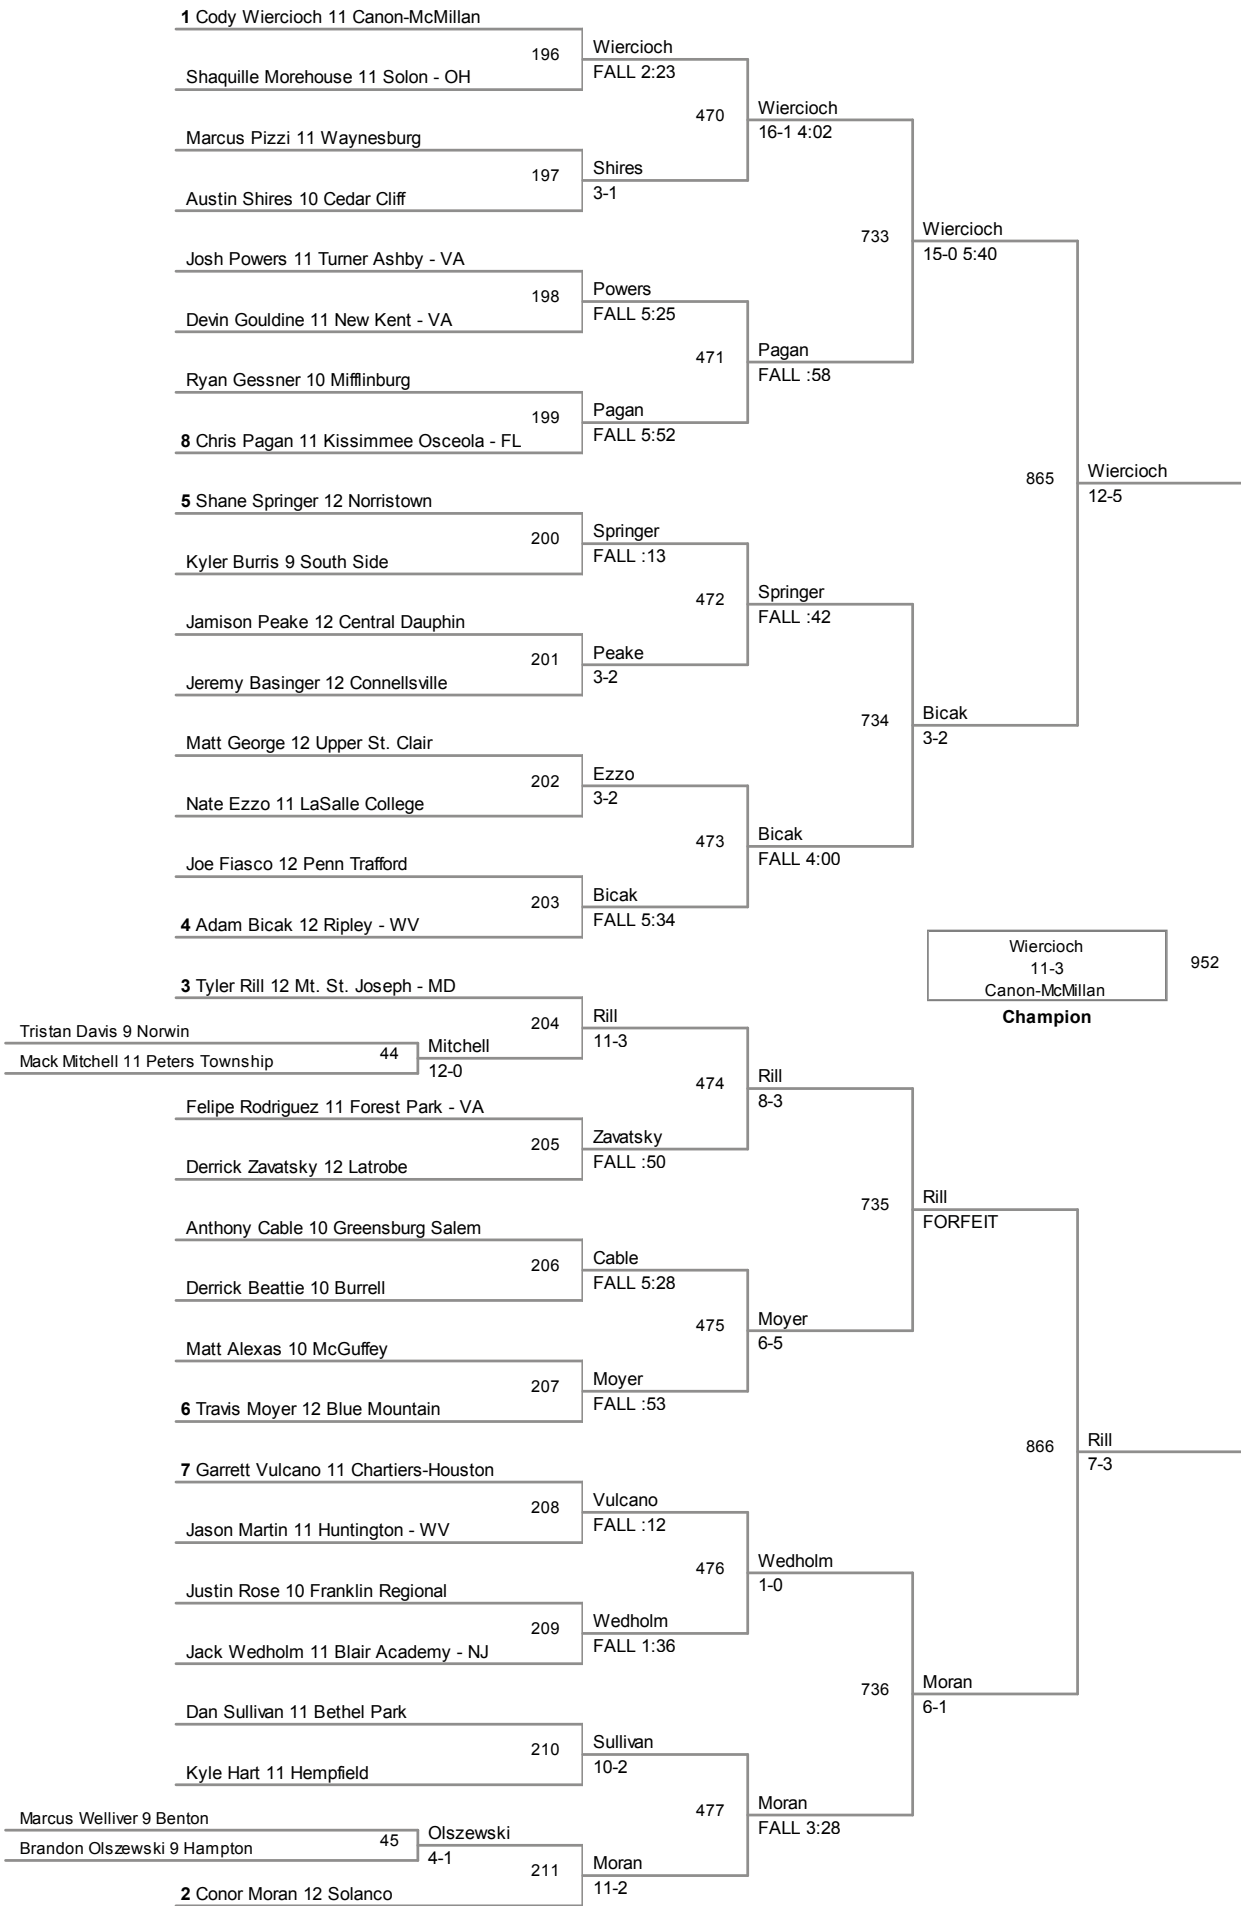 1 Cody Wiercioch 11 Canon-McMillan
196
Wiercioch
FALL 2:23
Shaquille Morehouse 11 Solon - OH
470
Wiercioch
16-1 4:02
Marcus Pizzi 11 Waynesburg
197
Shires
3-1
Austin Shires 10 Cedar Cliff
733
Wiercioch
15-0 5:40
Josh Powers 11 Turner Ashby - VA
198
Powers
FALL 5:25
Devin Gouldine 11 New Kent - VA
471
Pagan
FALL :58
Ryan Gessner 10 Mifflinburg
199
Pagan
FALL 5:52
8 Chris Pagan 11 Kissimmee Osceola - FL
865
Wiercioch
12-5
5 Shane Springer 12 Norristown
200
Springer
FALL :13
Kyler Burris 9 South Side
472
Springer
FALL :42
Jamison Peake 12 Central Dauphin
201
Peake
3-2
Jeremy Basinger 12 Connellsville
734
Bicak
3-2
Matt George 12 Upper St. Clair
202
Ezzo
3-2
Nate Ezzo 11 LaSalle College
473
Bicak
FALL 4:00
Joe Fiasco 12 Penn Trafford
203
Bicak
FALL 5:34
4 Adam Bicak 12 Ripley - WV
Wiercioch
11-3
Canon-McMillan
952
Champion
3 Tyler Rill 12 Mt. St. Joseph - MD
204
Rill
11-3
Tristan Davis 9 Norwin
44
Mitchell
12-0
Mack Mitchell 11 Peters Township
474
Rill
8-3
Felipe Rodriguez 11 Forest Park - VA
205
Zavatsky
FALL :50
Derrick Zavatsky 12 Latrobe
735
Rill
FORFEIT
Anthony Cable 10 Greensburg Salem
206
Cable
FALL 5:28
Derrick Beattie 10 Burrell
475
Moyer
6-5
Matt Alexas 10 McGuffey
207
Moyer
FALL :53
6 Travis Moyer 12 Blue Mountain
866
Rill
7-3
7 Garrett Vulcano 11 Chartiers-Houston
208
Vulcano
FALL :12
Jason Martin 11 Huntington - WV
476
Wedholm
1-0
Justin Rose 10 Franklin Regional
209
Wedholm
FALL 1:36
Jack Wedholm 11 Blair Academy - NJ
736
Moran
6-1
Dan Sullivan 11 Bethel Park
210
Sullivan
10-2
Kyle Hart 11 Hempfield
477
Moran
FALL 3:28
Marcus Welliver 9 Benton
45
Olszewski
4-1
Brandon Olszewski 9 Hampton
211
Moran
11-2
2 Conor Moran 12 Solanco